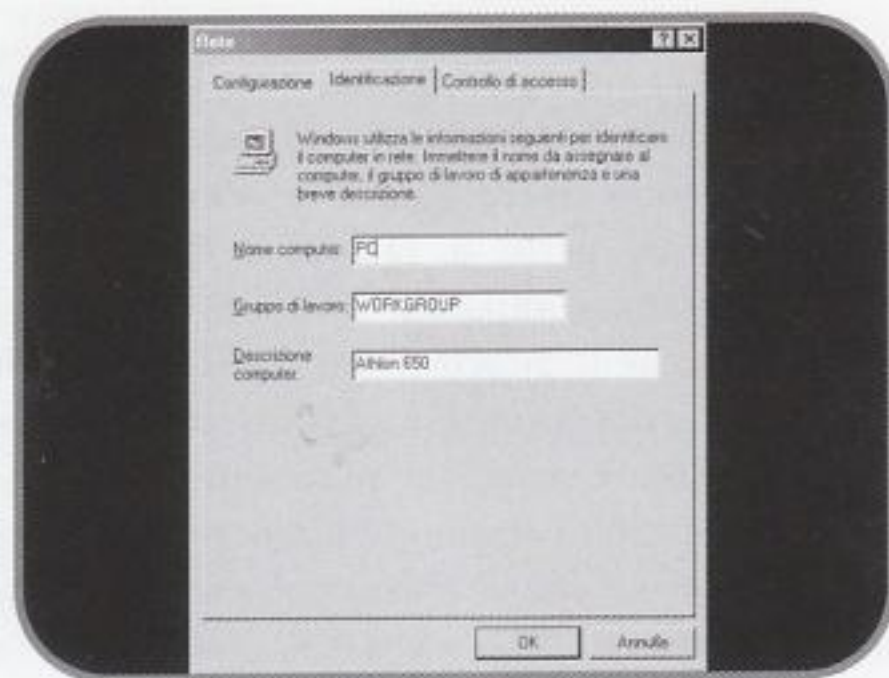 Rete
Configurazione Identificazione Controllo di accesso
Windows utilizza le informazioni seguenti per identificare
il computer in rete. Immettere il nome da assegnare al
computer, il gruppo di lavoro di appartenenza e una
breve descrizione.
Nome computer: PC
Gruppo di lavoro: WORKGROUP
Descrizione
computer: Athlon 650
OK Annulla